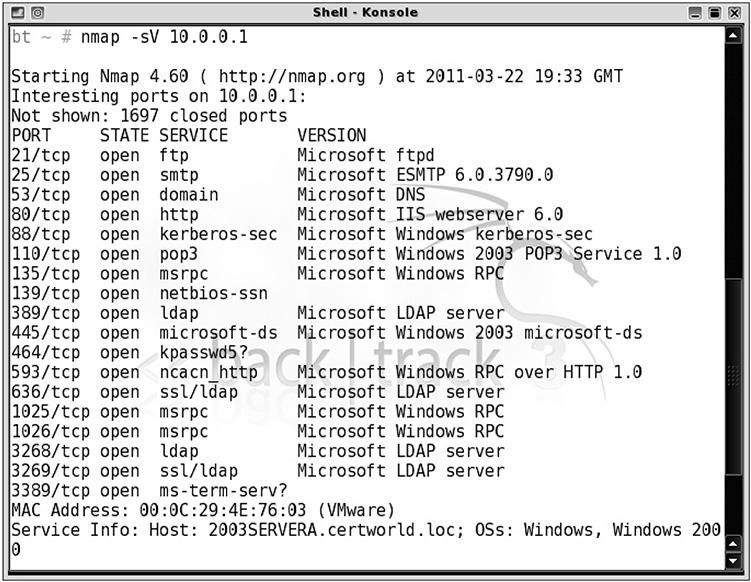 Shell - Konsole
bt ~ # nmap -sV 10.0.0.1
Starting Nmap 4.60 ( http://nmap.org ) at 2011-03-22 19:33 GMT
Interesting ports on 10.0.0.1:
Not shown: 1697 closed ports
PORT     STATE SERVICE       VERSION
21/tcp   open  ftp           Microsoft ftpd
25/tcp   open  smtp          Microsoft ESMTP 6.0.3790.0
53/tcp   open  domain        Microsoft DNS
80/tcp   open  http          Microsoft IIS webserver 6.0
88/tcp   open  kerberos-sec  Microsoft Windows kerberos-sec
110/tcp  open  pop3          Microsoft Windows 2003 POP3 Service 1.0
135/tcp  open  msrpc         Microsoft Windows RPC
139/tcp  open  netbios-ssn
389/tcp  open  ldap          Microsoft LDAP server
445/tcp  open  microsoft-ds  Microsoft Windows 2003 microsoft-ds
464/tcp  open  kpasswd5?
593/tcp  open  ncacn_http    Microsoft Windows RPC over HTTP 1.0
636/tcp  open  ssl/ldap      Microsoft LDAP server
1025/tcp open  msrpc         Microsoft Windows RPC
1026/tcp open  msrpc         Microsoft Windows RPC
3268/tcp open  ldap          Microsoft LDAP server
3269/tcp open  ssl/ldap      Microsoft LDAP server
3389/tcp open  ms-term-serv?
MAC Address: 00:0C:29:4E:76:03 (VMware)
Service Info: Host: 2003SERVERA.certworld.loc; OSs: Windows, Windows 200
0
<< back | track 3